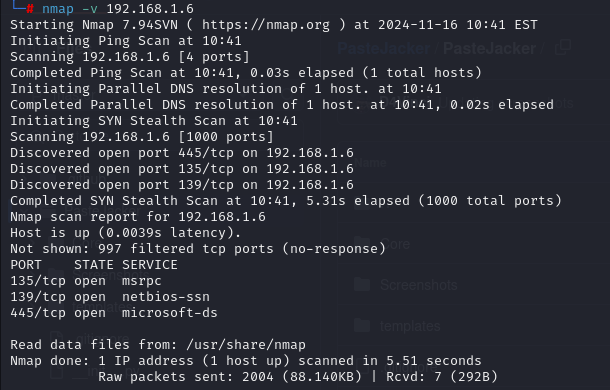 └─# nmap -v 192.168.1.6
Starting Nmap 7.94SVN ( https://nmap.org ) at 2024-11-16 10:41 EST
Initiating Ping Scan at 10:41
Scanning 192.168.1.6 [4 ports]
Completed Ping Scan at 10:41, 0.03s elapsed (1 total hosts)
Initiating Parallel DNS resolution of 1 host. at 10:41
Completed Parallel DNS resolution of 1 host. at 10:41, 0.02s elapsed
Initiating SYN Stealth Scan at 10:41
Scanning 192.168.1.6 [1000 ports]
Discovered open port 445/tcp on 192.168.1.6
Discovered open port 135/tcp on 192.168.1.6
Discovered open port 139/tcp on 192.168.1.6
Completed SYN Stealth Scan at 10:41, 5.31s elapsed (1000 total ports)
Nmap scan report for 192.168.1.6
Host is up (0.0039s latency).
Not shown: 997 filtered tcp ports (no-response)
PORT    STATE SERVICE
135/tcp open  msrpc
139/tcp open  netbios-ssn
445/tcp open  microsoft-ds
Read data files from: /usr/share/nmap
Nmap done: 1 IP address (1 host up) scanned in 5.51 seconds
Raw packets sent: 2004 (88.140KB) | Rcvd: 7 (292B)
PasteJacker / PasteJacker /
Name
Core
Screenshots
templates